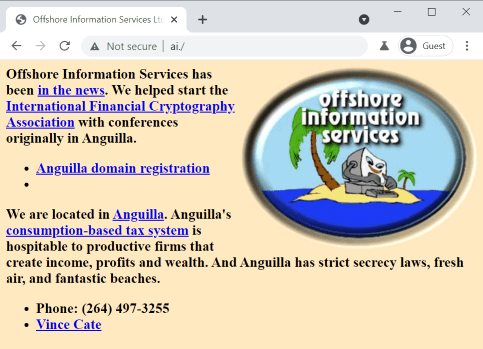 Offshore Information Services Lt
Not secure | ai./
Guest
Offshore Information Services has
been in the news. We helped start the
International Financial Cryptography
Association with conferences
originally in Anguilla.
offshore
information
services
Anguilla domain registration
We are located in Anguilla. Anguilla's
consumption-based tax system is
hospitable to productive firms that
create income, profits and wealth. And Anguilla has strict secrecy laws, fresh
air, and fantastic beaches.
Phone: (264) 497-3255
Vince Cate